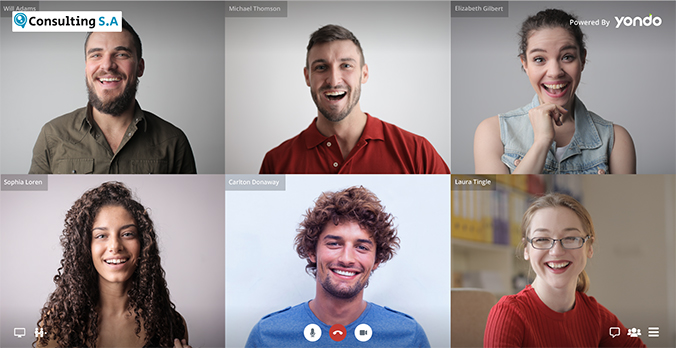 Will Adams
Consulting S.A
Michael Thomson
Elizabeth Gilbert
Powered By yondo
Sophia Loren
Carlton Donaway
Laura Tingle